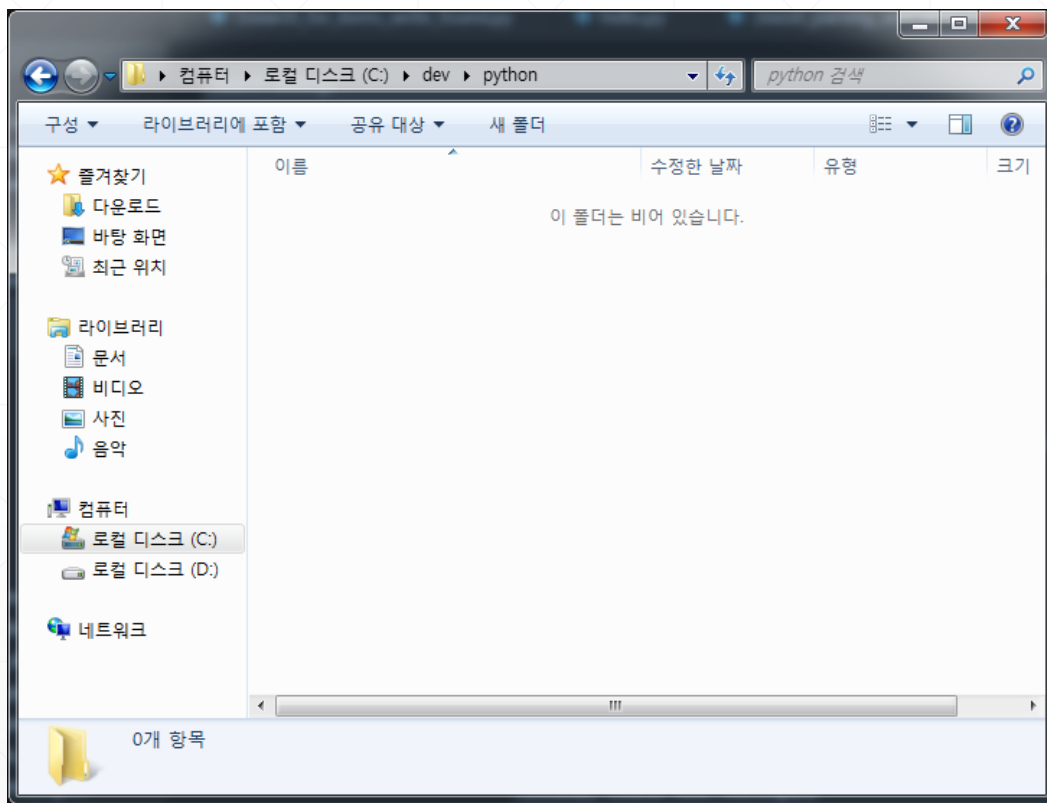 컴퓨터 로컬 디스크 (C:) dev python
python 검색
구성 라이브러리에 포함 공유 대상 새 폴더
이름 수정한 날짜 유형 크기
이 폴더는 비어 있습니다.
즐겨찾기
다운로드
바탕 화면
최근 위치
라이브러리
문서
비디오
사진
음악
컴퓨터
로컬 디스크 (C:)
로컬 디스크 (D:)
네트워크
0개 항목